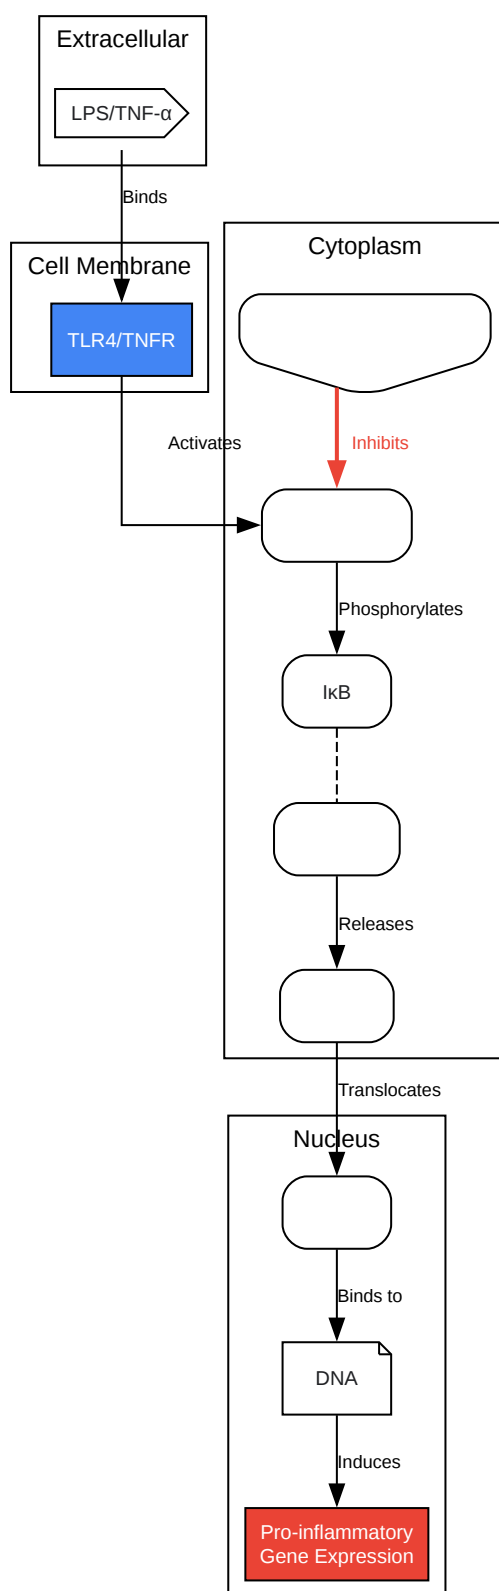 Extracellular
LPS/TNF-α
Binds
Cell Membrane
TLR4/TNFR
Activates
Cytoplasm
Inhibits
Phosphorylates
IκB
Releases
Translocates
Nucleus
Binds to
DNA
Induces
Pro-inflammatory
Gene Expression